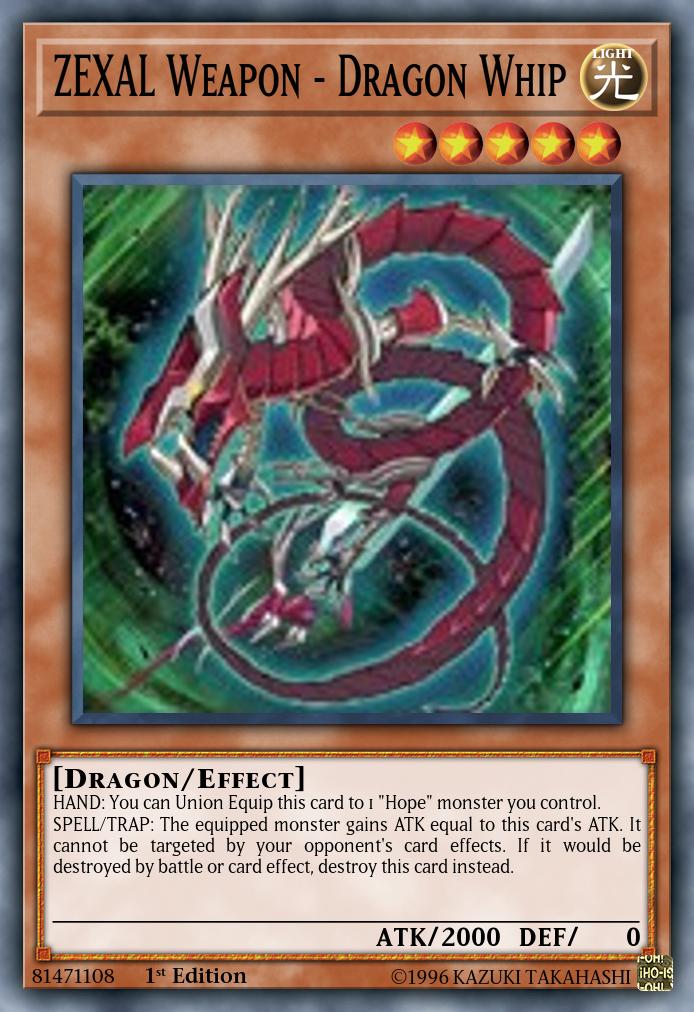 ZEXAL Weapon - Dragon Whip
LIGHT
光
[Dragon/Effect]
HAND: You can Union Equip this card to 1 "Hope" monster you control.
SPELL/TRAP: The equipped monster gains ATK equal to this card's ATK. It
cannot be targeted by your opponent's card effects. If it would be
destroyed by battle or card effect, destroy this card instead.
ATK/2000 DEF/ 0
81471108 1st Edition ©1996 KAZUKI TAKAHASHI